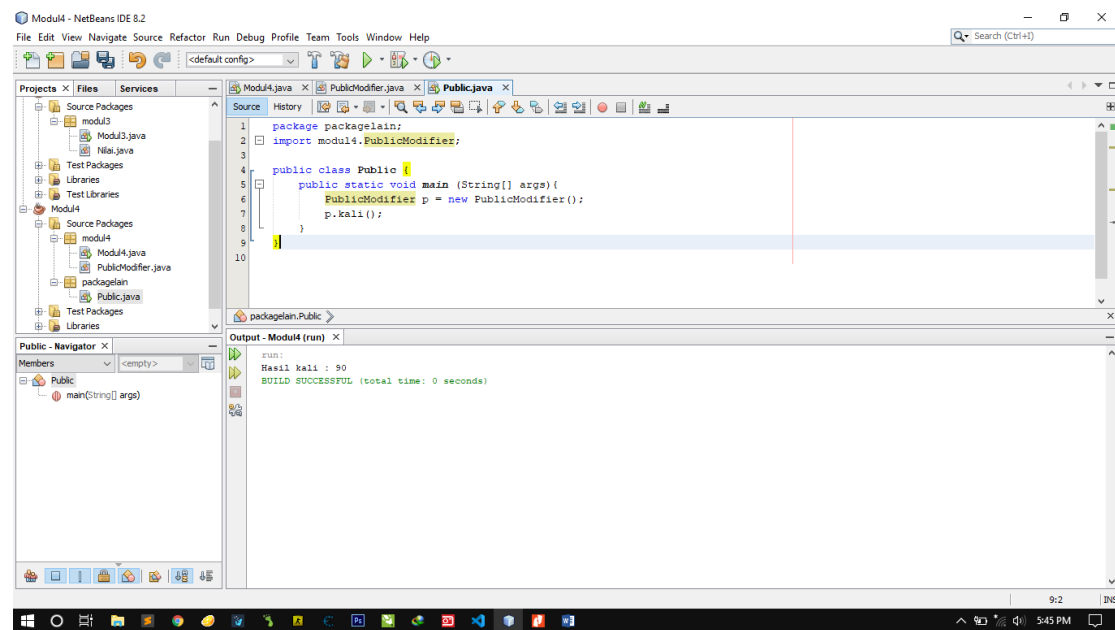 Modul4 - NetBeans IDE 8.2
File Edit View Navigate Source Refactor Run Debug Profile Team Tools Window Help
Search (Ctrl+I)
<default config>
Projects Files Services
Modul4.java PublicModifier.java Public.java
Source History
Source Packages
modul3
Modul3.java
Nilai.java
Test Packages
Libraries
Test Libraries
Modul4
Source Packages
modul4
Modul4.java
PublicModifier.java
packagelain
Public.java
Test Packages
Libraries
1 package packagelain;
2 import modul4.PublicModifier;
3
4 public class Public {
5 public static void main (String[] args){
6 PublicModifier p = new PublicModifier();
7 p.kali();
8 }
9 }
10
packagelain.Public
Public - Navigator
Members <empty>
Public
main(String[] args)
Output - Modul4 (run)
run:
Hasil kali : 90
BUILD SUCCESSFUL (total time: 0 seconds)
9:2 INS
5:45 PM